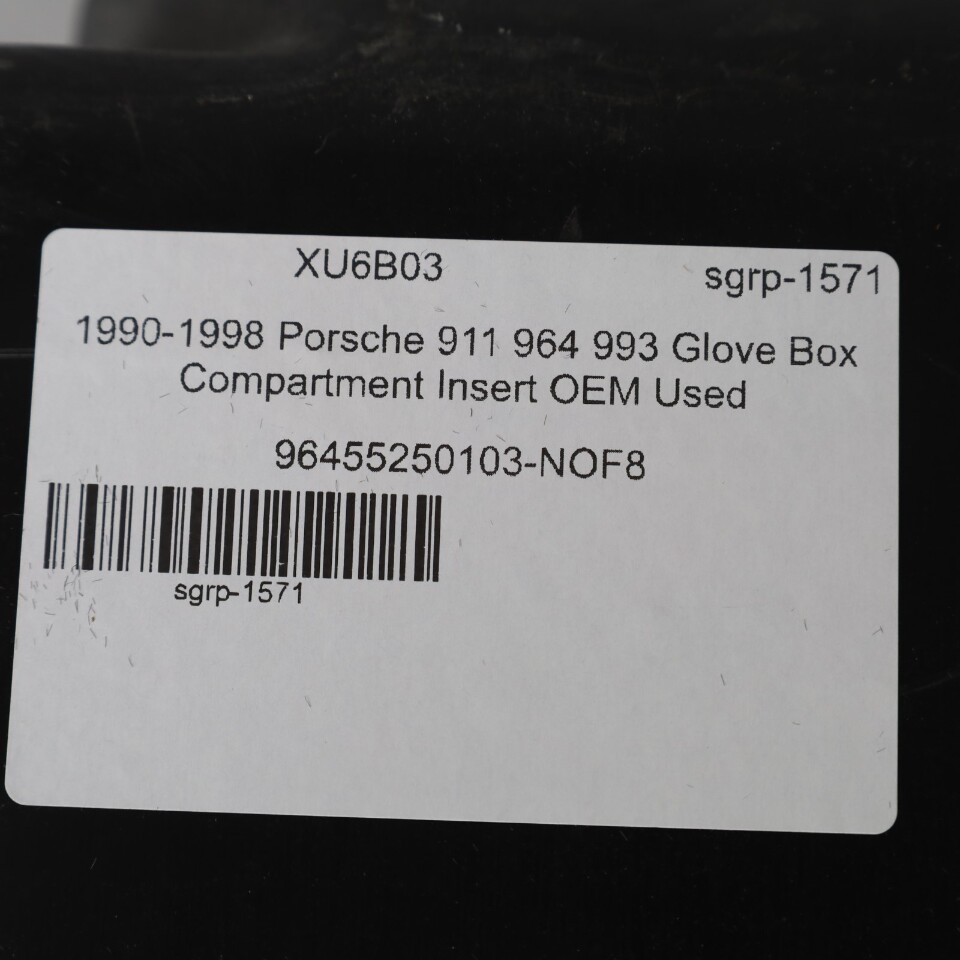 XU6B03 sgrp-1571
1990-1998 Porsche 911 964 993 Glove Box
Compartment Insert OEM Used
96455250103-NOF8
sgrp-1571